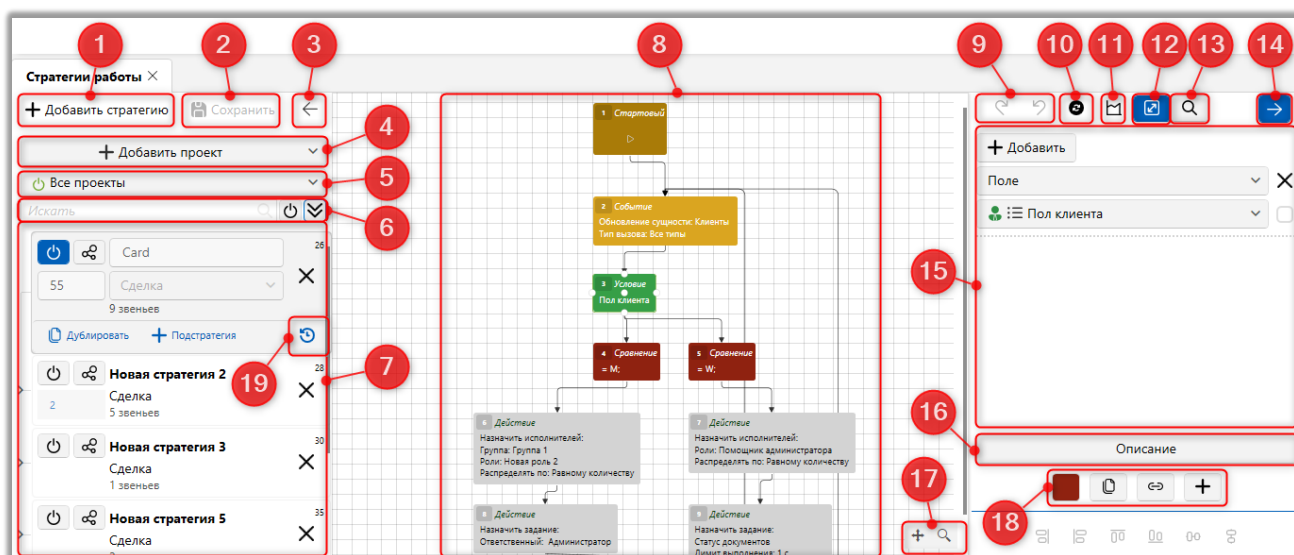 1
2
3
8
9
10
11
12
13
14
Стратегии работы
Добавить стратегию
Сохранить
4
Добавить проект
5
Все проекты
6
Искать
26
Card
55
Сделка
9 звеньев
Дублировать
Подстратегия
19
7
28
Новая стратегия 2
Сделка
2
5 звеньев
30
Новая стратегия 3
Сделка
1 звеньев
35
Новая стратегия 5
Сделка
1 Стартовый
2 Событие
Обновление сущности: Клиенты
Тип вызова: Все типы
3 Условие
Пол клиента
4 Сравнение
= М;
5 Сравнение
= W;
6 Действие
Назначить исполнителей:
Группа: Группа 1
Роли: Новая роль 2
Распределять по: Равному количеству
7 Действие
Назначить исполнителей:
Роли: Помощник администратора
Распределять по: Равному количеству
8 Действие
Назначить задание:
Ответственный: Администратор
9 Действие
Назначить задание:
Статус документов
Лимит выполнения: 1 с
Добавить
Поле
Пол клиента
15
16
Описание
17
18